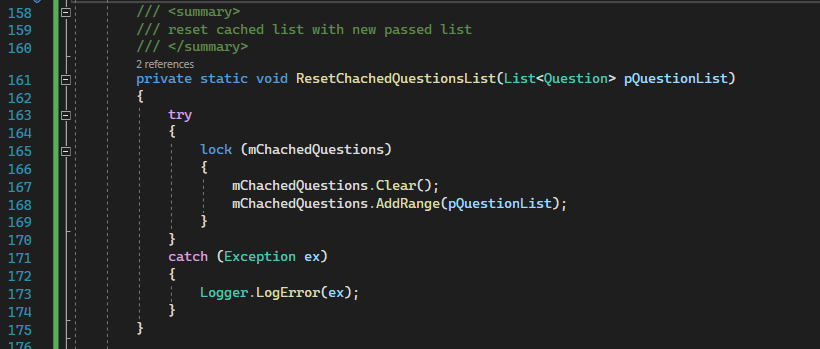 158 /// <summary>
159 /// reset cached list with new passed list
160 /// </summary>
2 references
161 private static void ResetChachedQuestionsList(List<Question> pQuestionList)
162 {
163 try
164 {
165 lock (mChachedQuestions)
166 {
167 mChachedQuestions.Clear();
168 mChachedQuestions.AddRange(pQuestionList);
169 }
170 }
171 catch (Exception ex)
172 {
173 Logger.LogError(ex);
174 }
175 }
176